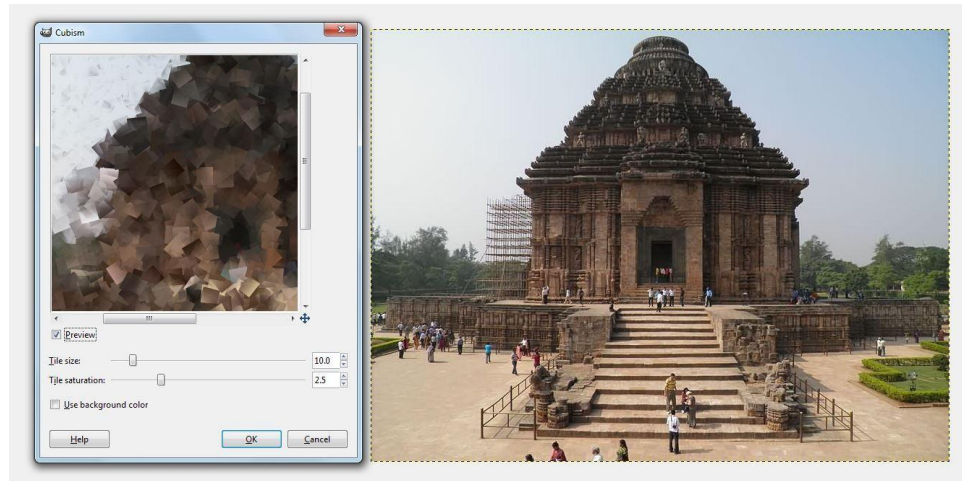 Cubism
Preview
Tile size: 10.0
Tile saturation: 2.5
Use background color
Help OK Cancel